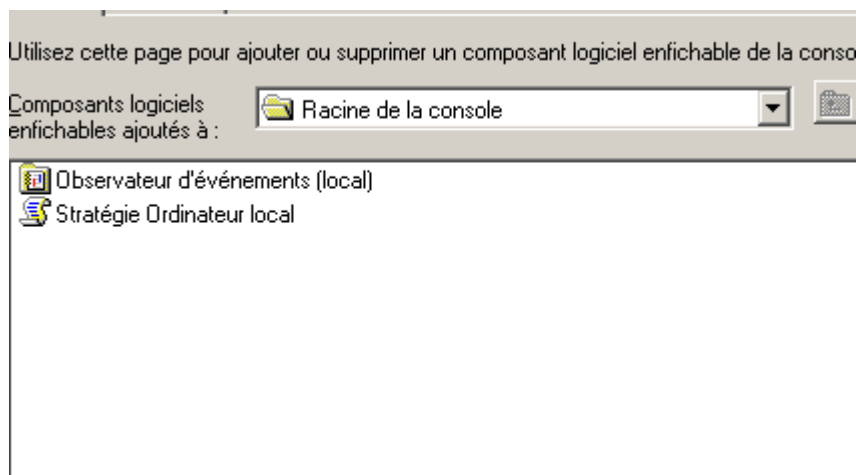 Utilisez cette page pour ajouter ou supprimer un composant logiciel enfichable de la conso
Composants logiciels
enfichables ajoutés à :
Racine de la console
Observateur d'événements (local)
Stratégie Ordinateur local